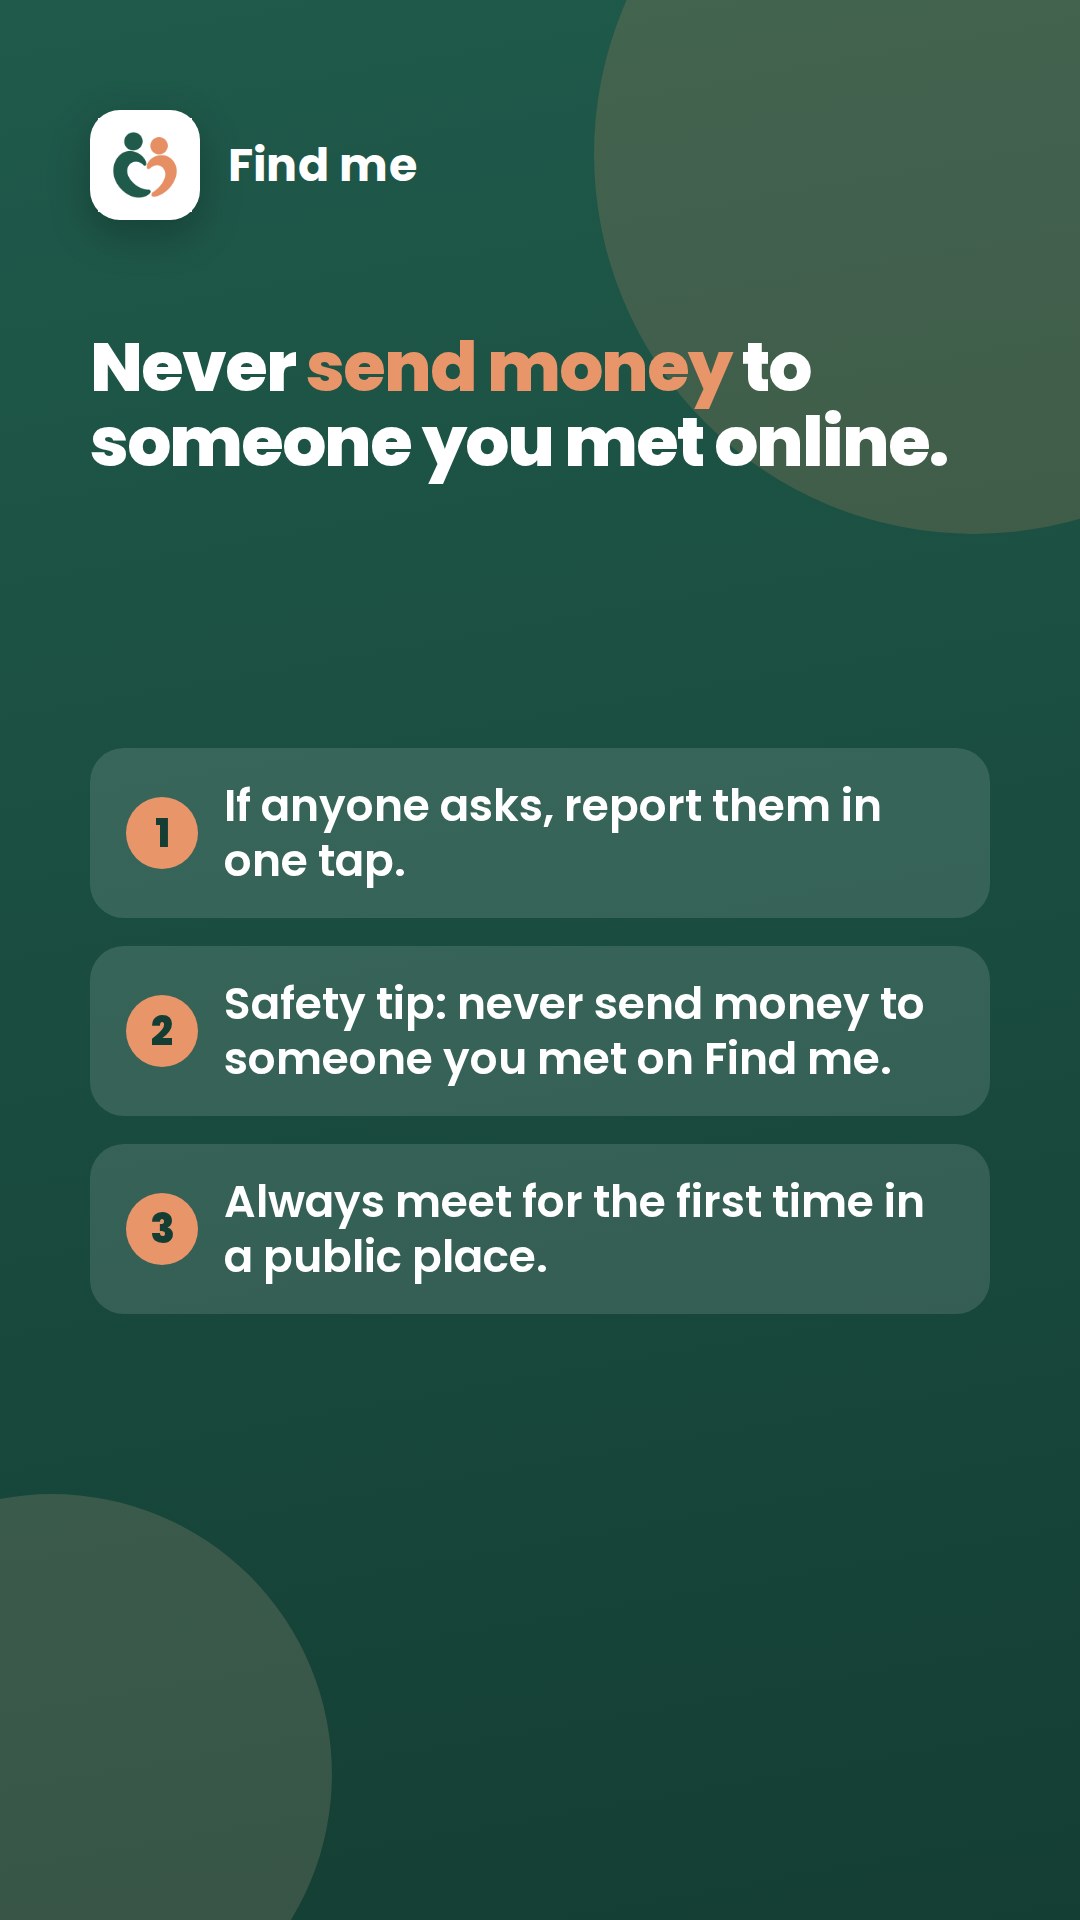 Find me
Never send money to
someone you met online.
1
If anyone asks, report them in
one tap.
2
Safety tip: never send money to
someone you met on Find me.
3
Always meet for the first time in
a public place.